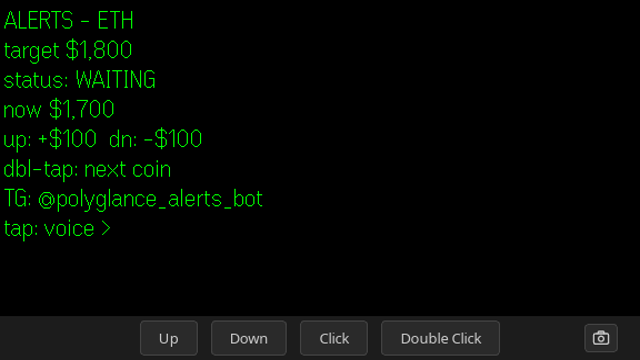 ALERTS - ETH
target $1,800
status: WAITING
now $1,700
up: +$100  dn: -$100
dbl-tap: next coin
TG: @polyglance_alerts_bot
tap: voice >
Up
Down
Click
Double Click